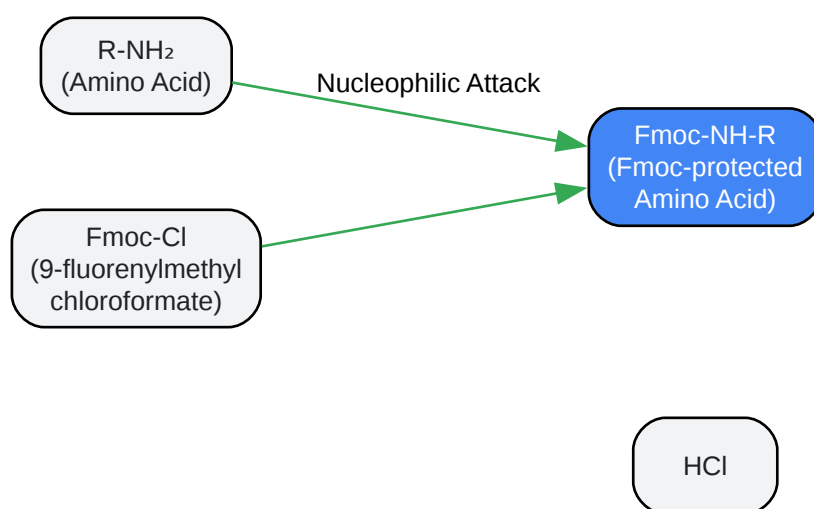 R-NH₂
(Amino Acid)
Nucleophilic Attack
Fmoc-NH-R
(Fmoc-protected
Amino Acid)
Fmoc-Cl
(9-fluorenylmethyl
chloroformate)
HCl